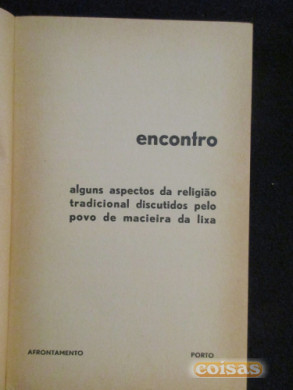 encontro
alguns aspectos da religião
tradicional discutidos pelo
povo de macieira da lixa
AFRONTAMENTO PORTO
coisas